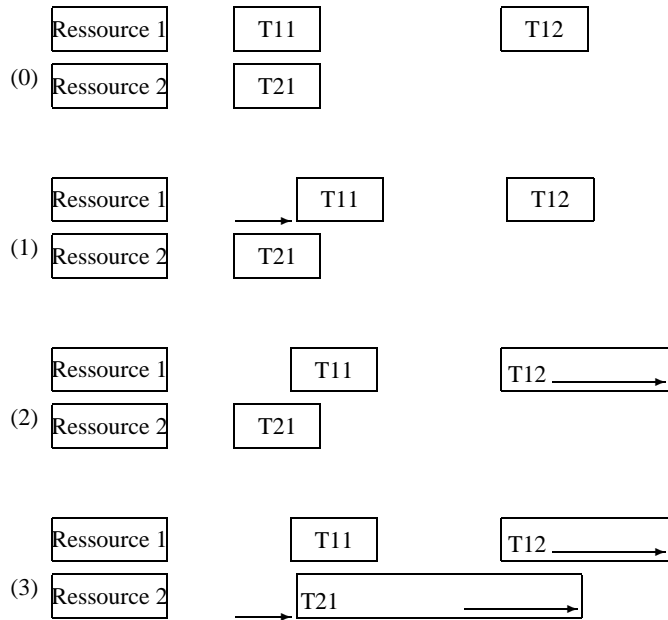 Ressource 1 T11 T12
(0) Ressource 2 T21
Ressource 1 T11 T12
(1) Ressource 2 T21
Ressource 1 T11 T12
(2) Ressource 2 T21
Ressource 1 T11 T12
(3) Ressource 2 T21